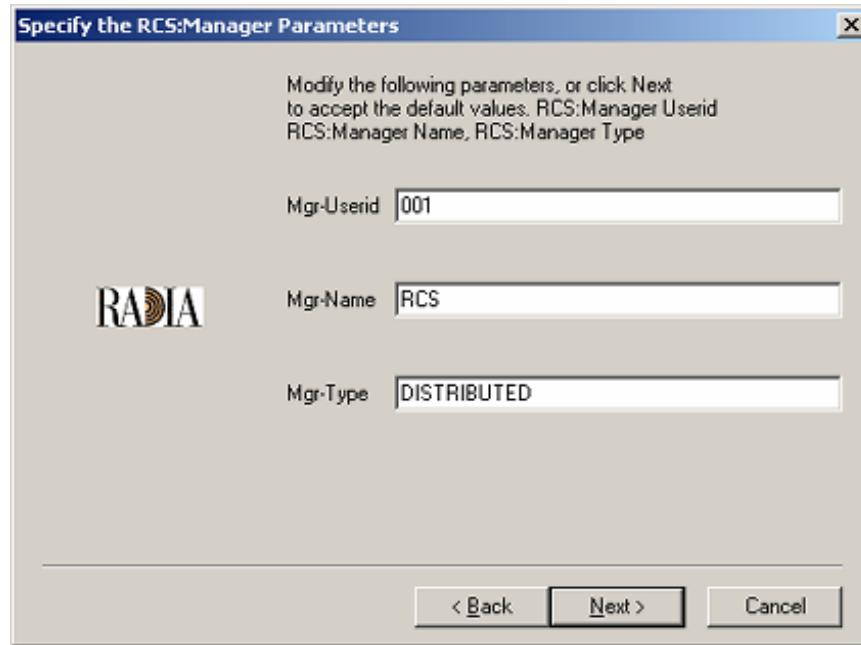 Specify the RCS:Manager Parameters
Modify the following parameters, or click Next
to accept the default values. RCS:Manager Userid
RCS:Manager Name, RCS:Manager Type
Mgr-Userid 001
RADIA
Mgr-Name RCS
Mgr-Type DISTRIBUTED
< Back Next > Cancel